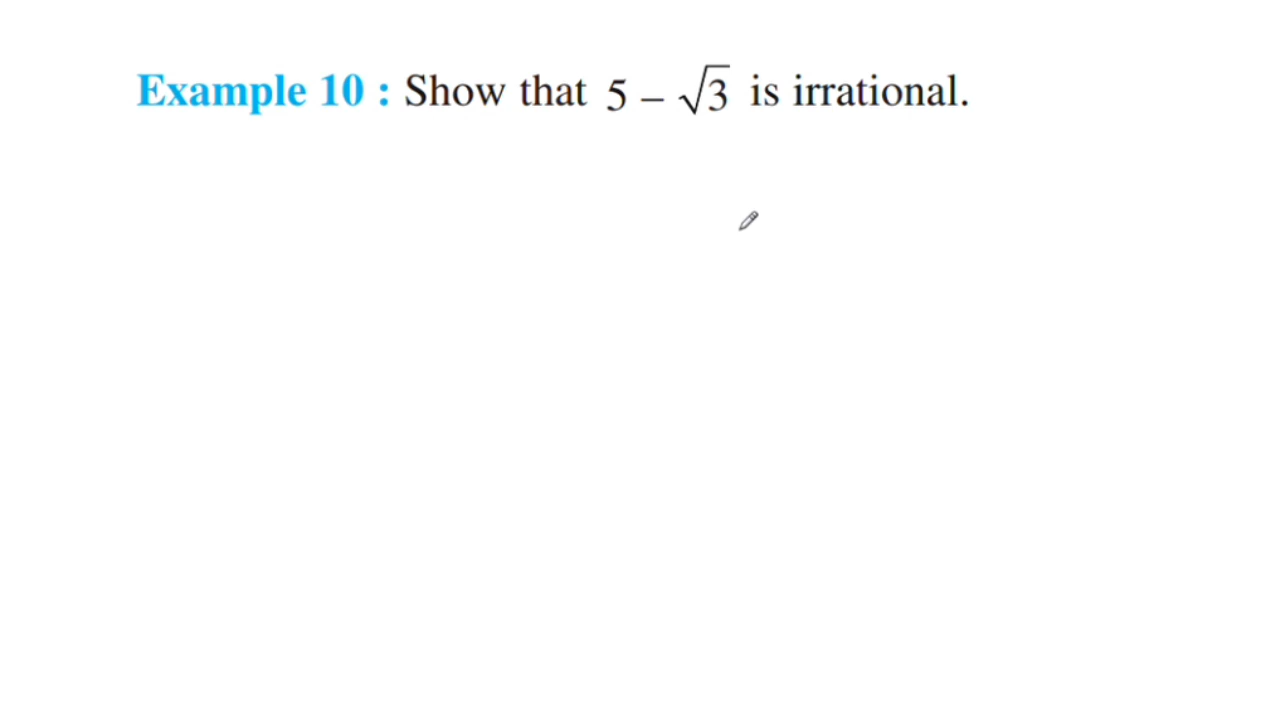 Example 10 : Show that 5 – √3 is irrational.